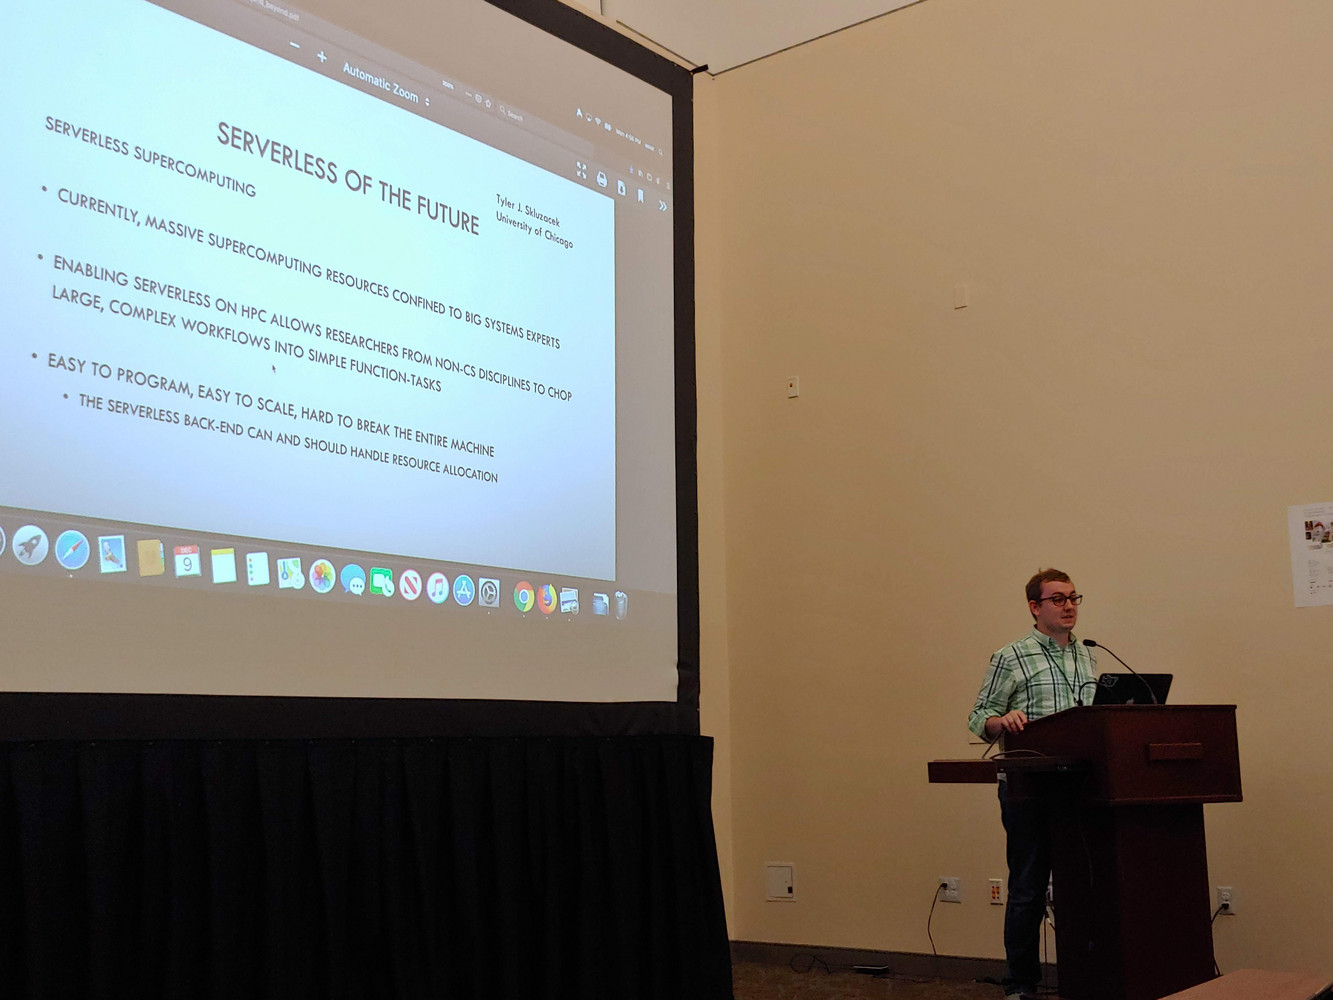 Automatic Zoom
Search
SERVERLESS OF THE FUTURE
Tyler J. Skluzacek
University of Chicago
SERVERLESS SUPERCOMPUTING
• CURRENTLY, MASSIVE SUPERCOMPUTING RESOURCES CONFINED TO BIG SYSTEMS EXPERTS
• ENABLING SERVERLESS ON HPC ALLOWS RESEARCHERS FROM NON-CS DISCIPLINES TO CHOP
LARGE, COMPLEX WORKFLOWS INTO SIMPLE FUNCTION-TASKS
• EASY TO PROGRAM, EASY TO SCALE, HARD TO BREAK THE ENTIRE MACHINE
• THE SERVERLESS BACK-END CAN AND SHOULD HANDLE RESOURCE ALLOCATION
DEC
9